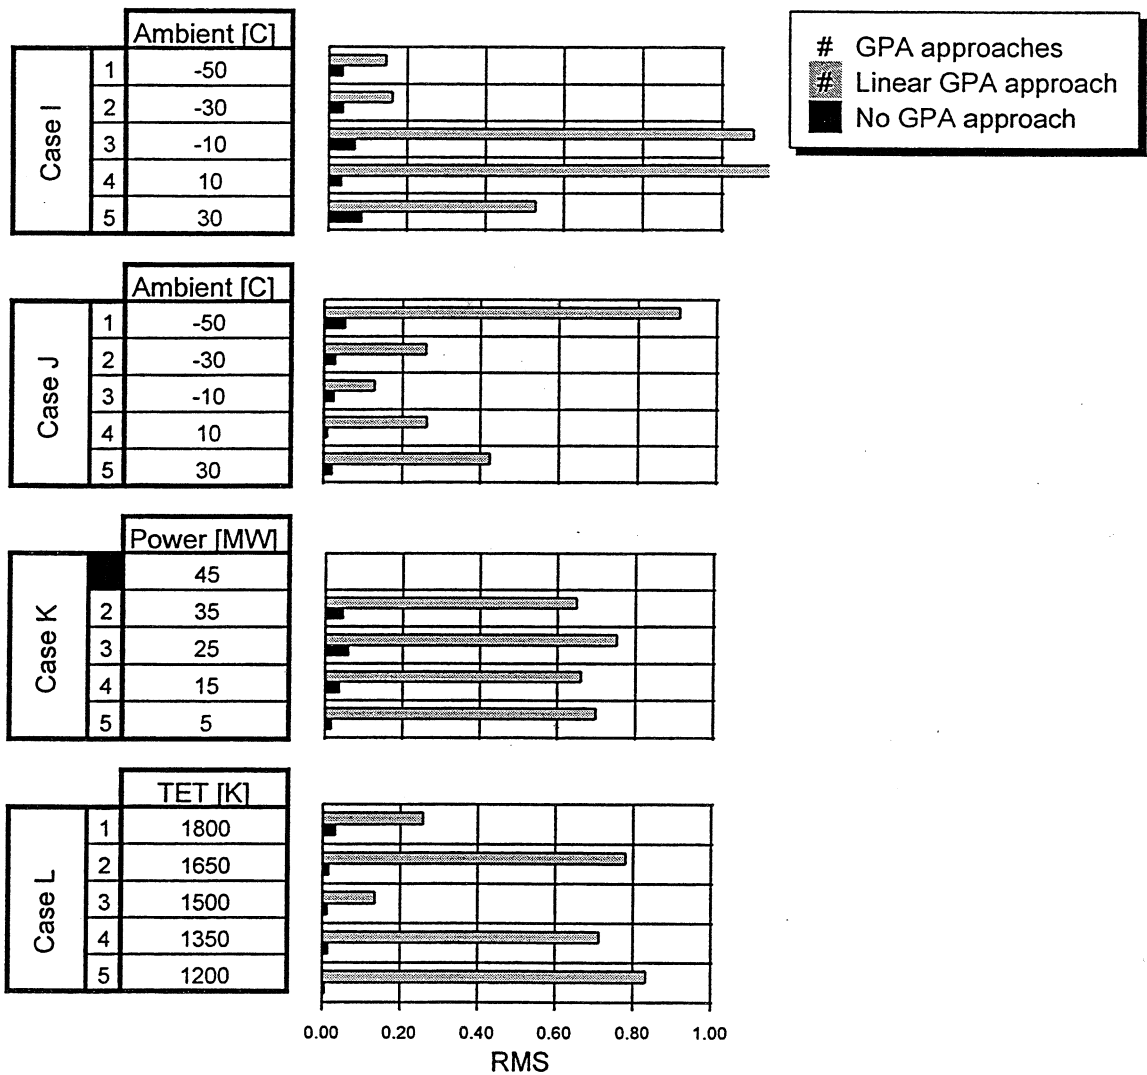 Ambient [C]
Case I
1 -50
2 -30
3 -10
4 10
5 30
# GPA approaches
# Linear GPA approach
No GPA approach
Ambient [C]
Case J
1 -50
2 -30
3 -10
4 10
5 30
Power [MW]
Case K
45
2 35
3 25
4 15
5 5
TET [K]
Case L
1 1800
2 1650
3 1500
4 1350
5 1200
0.00 0.20 0.40 0.60 0.80 1.00
RMS